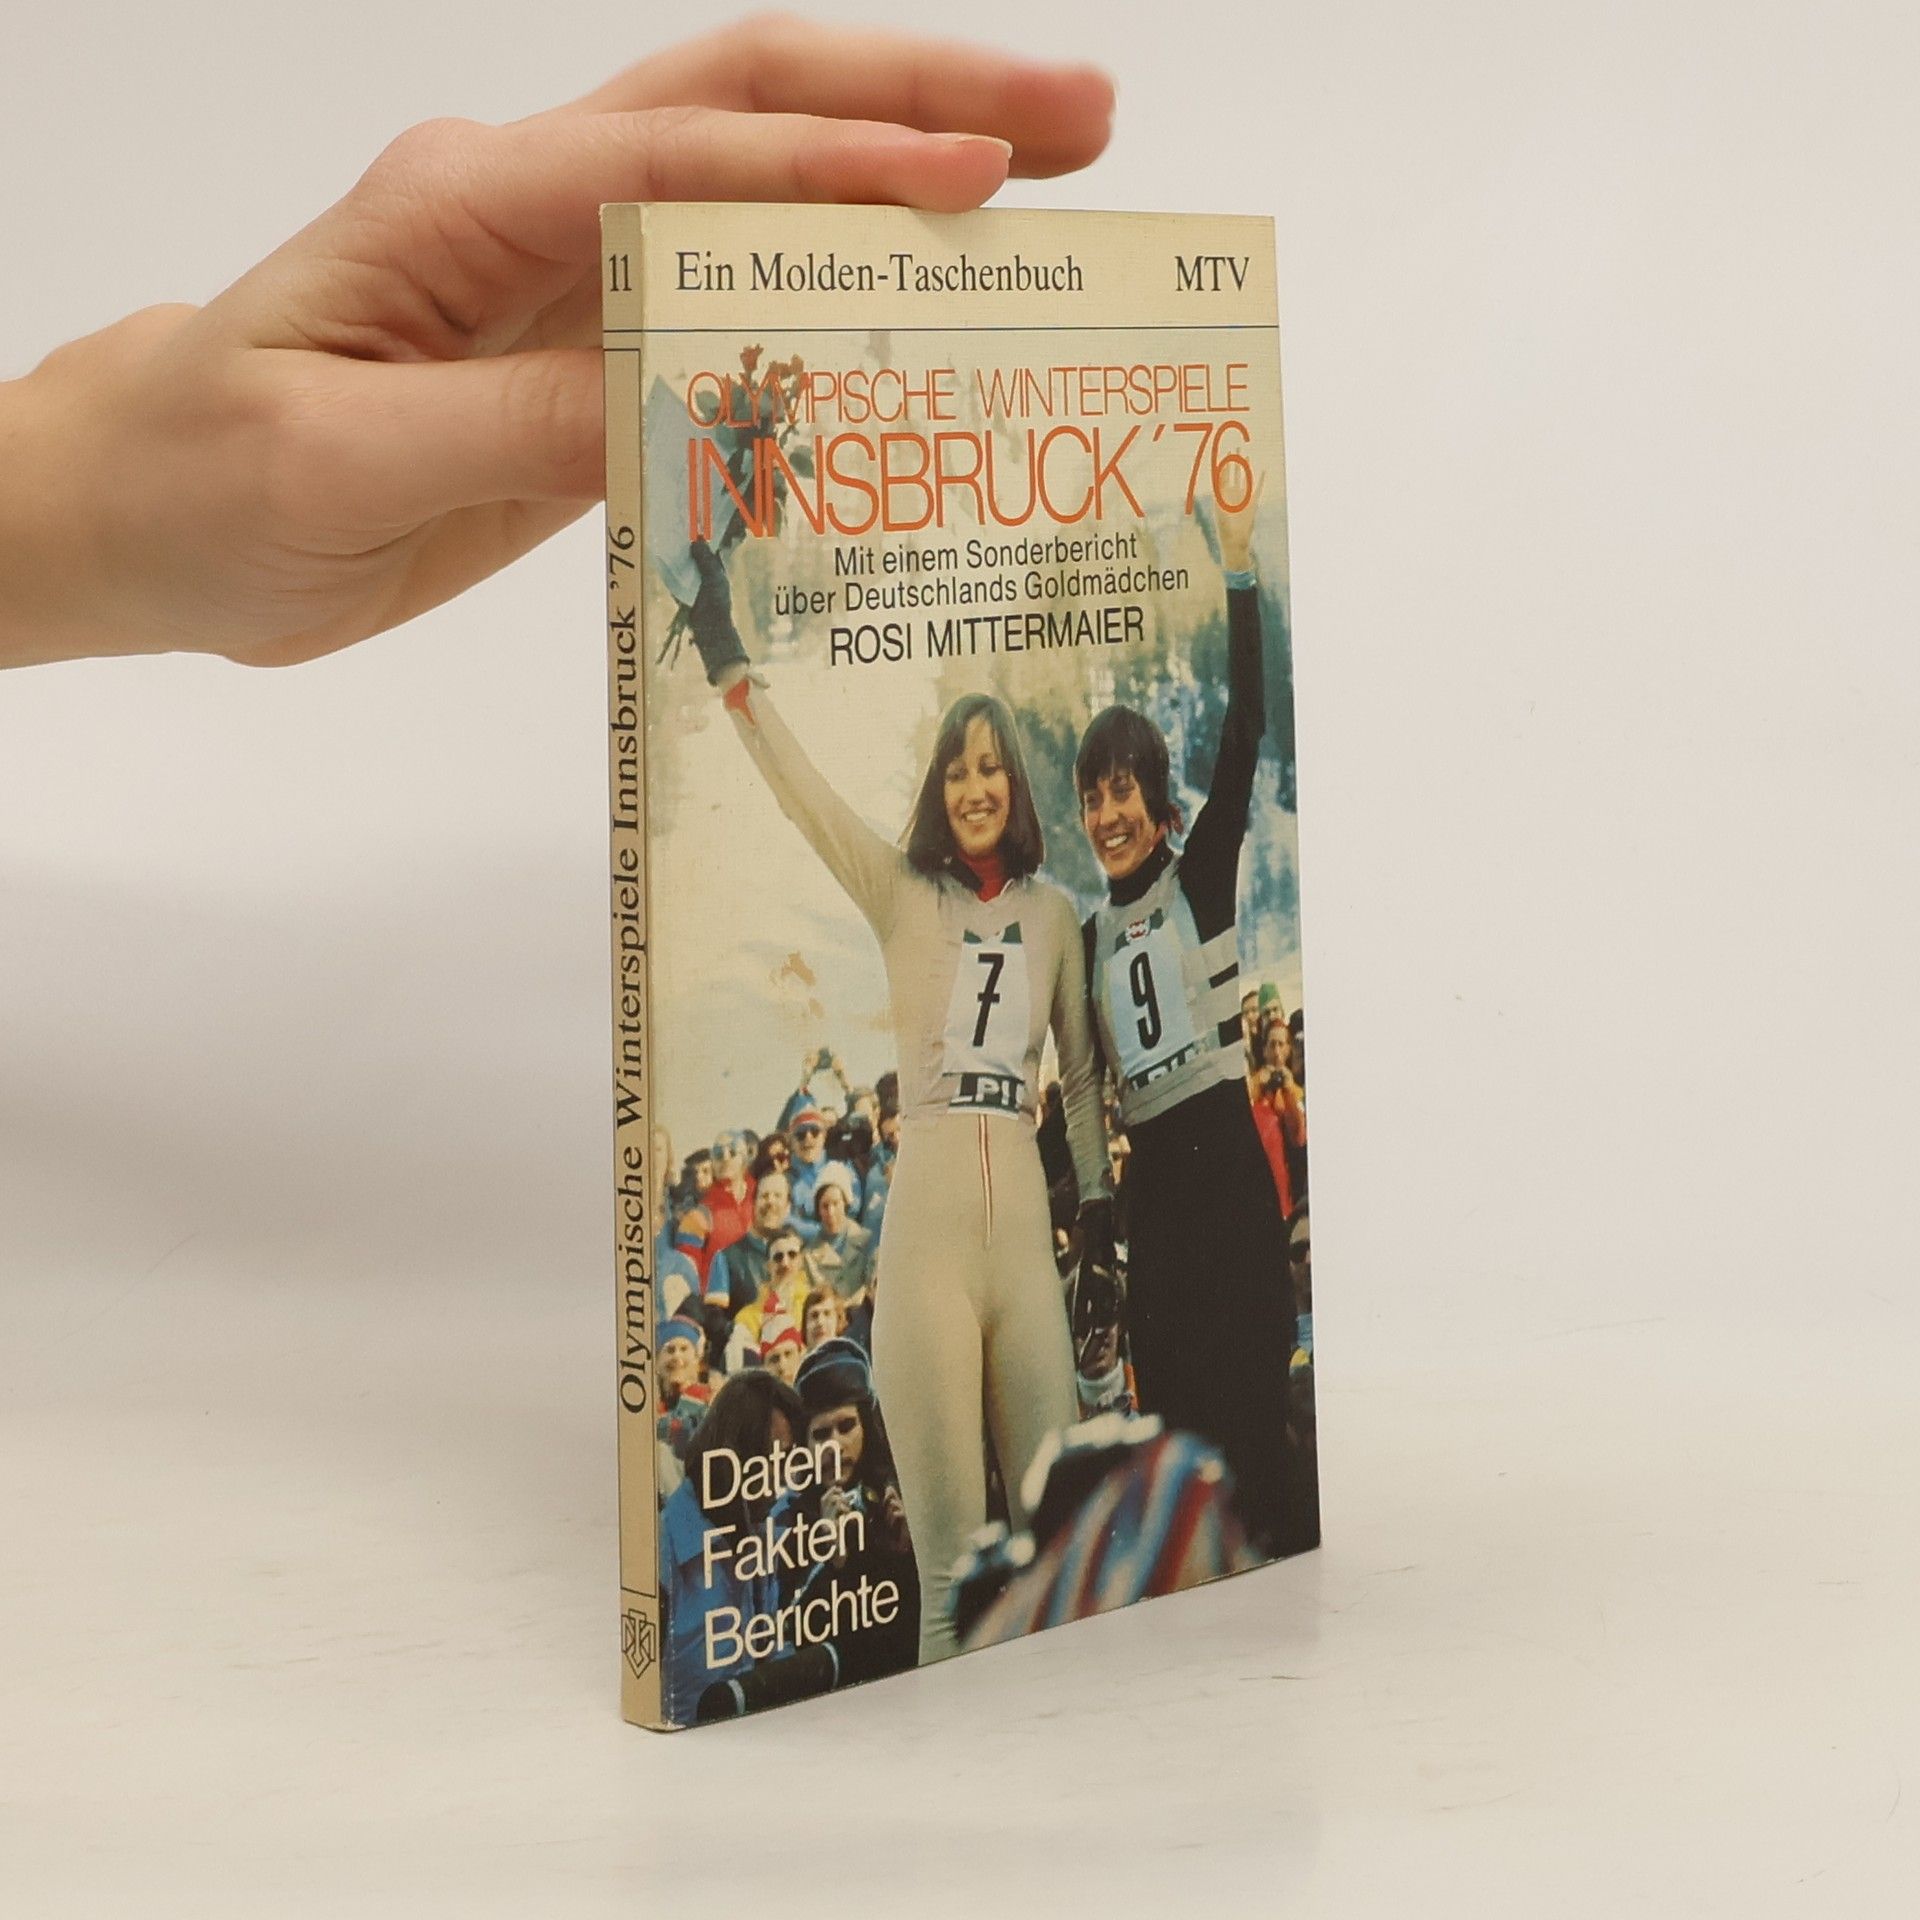 11
Ein Molden-Taschenbuch MTV
OLYMPISCHE WINTERSPIELE
INNSBRUCK '76
Mit einem Sonderbericht
über Deutschlands Goldmädchen
ROSI MITTERMAIER
Olympische Winterspiele Innsbruck '76
7
9
Daten
Fakten
Berichte